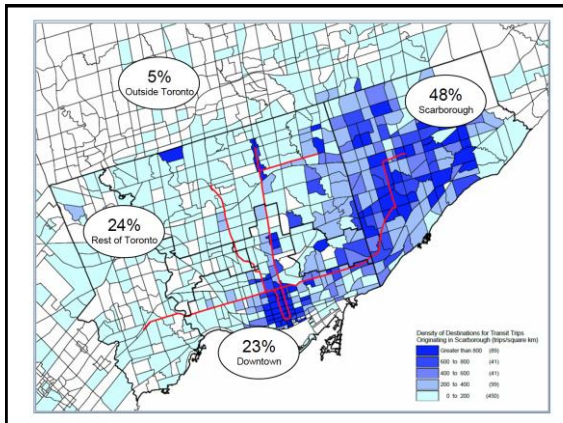 5%
Outside Toronto
48%
Scarborough
24%
Rest of Toronto
23%
Downtown
Density of Destinations for Transit Trips
Originating in Scarborough (trips/square km)
Greater than 800 (89)
600 to 800 (41)
400 to 600 (41)
200 to 400 (99)
0 to 200 (450)